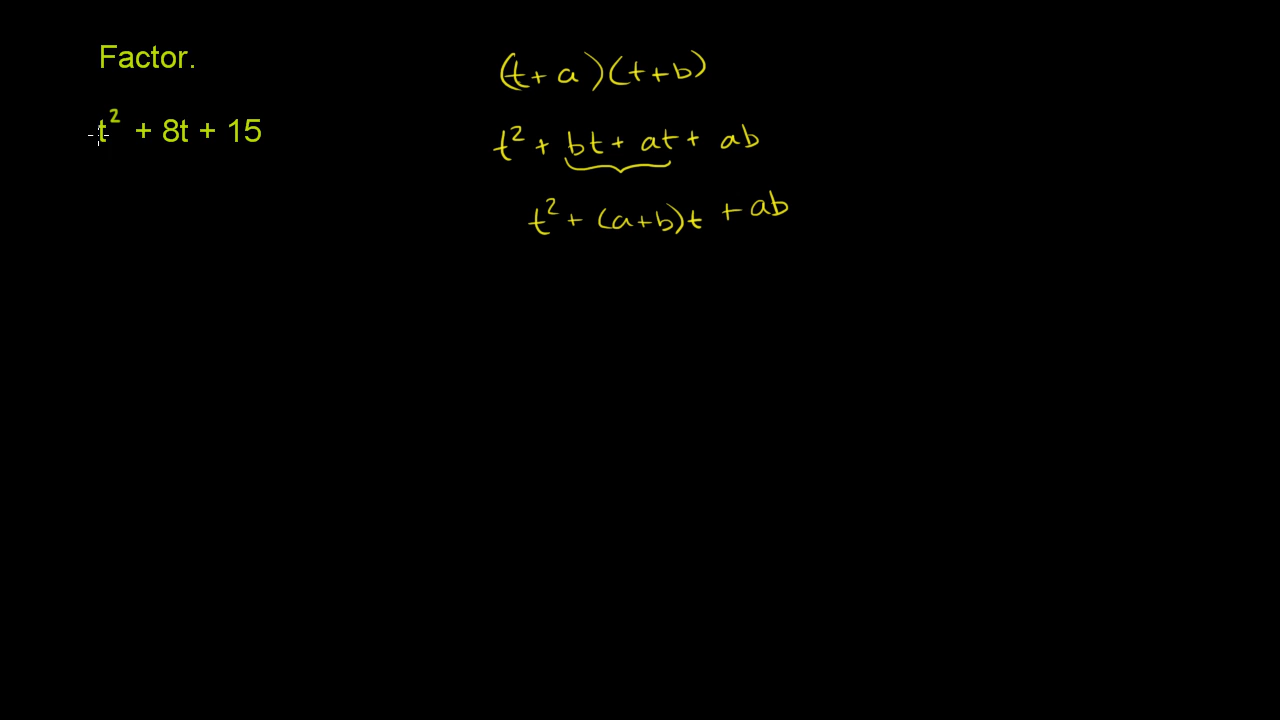 Factor.
t² + 8t + 15
(t + a)(t + b)
t² + bt + at + ab
t² + (a+b)t + ab